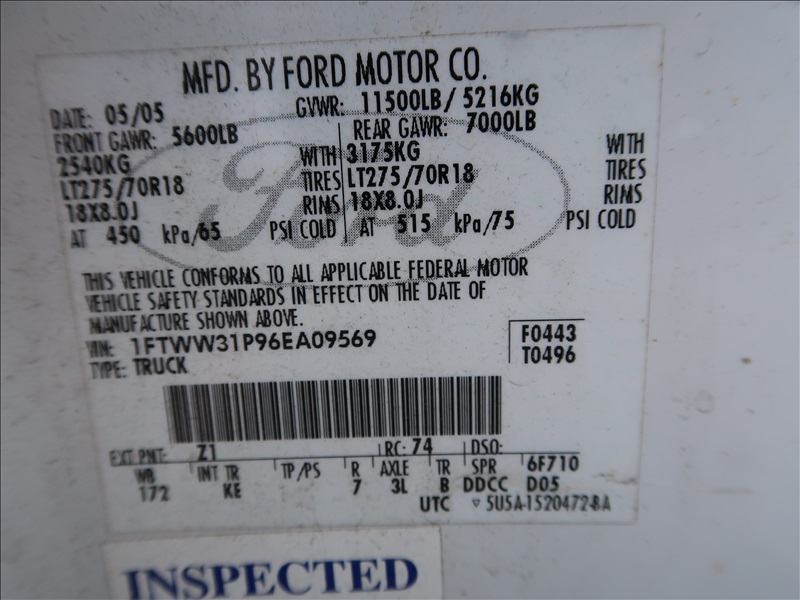 MFD. BY FORD MOTOR CO.
DATE: 05/05 GVWR: 11500LB/ 5216KG
FRONT GAWR: 5600LB REAR GAWR: 7000LB
2540KG WITH 3175KG WITH
LT275/70R18 TIRES LT275/70R18 TIRES
18X8.0J RIMS 18X8.0J RIMS
AT 450 kPa/65 PSI COLD AT 515 kPa/75 PSI COLD
Ford
THIS VEHICLE CONFORMS TO ALL APPLICABLE FEDERAL MOTOR
VEHICLE SAFETY STANDARDS IN EFFECT ON THE DATE OF
MANUFACTURE SHOWN ABOVE.
VIN: 1FTWW31P96EA09569 F0443
TYPE: TRUCK T0496
EXT PNT: Z1 RC: 74 DSO:
WB INT TR TP/PS R AXLE TR SPR 6F710
172 KE 7 3L B DDCC D05
UTC ▿5U5A-1520472-BA
INSPECTED